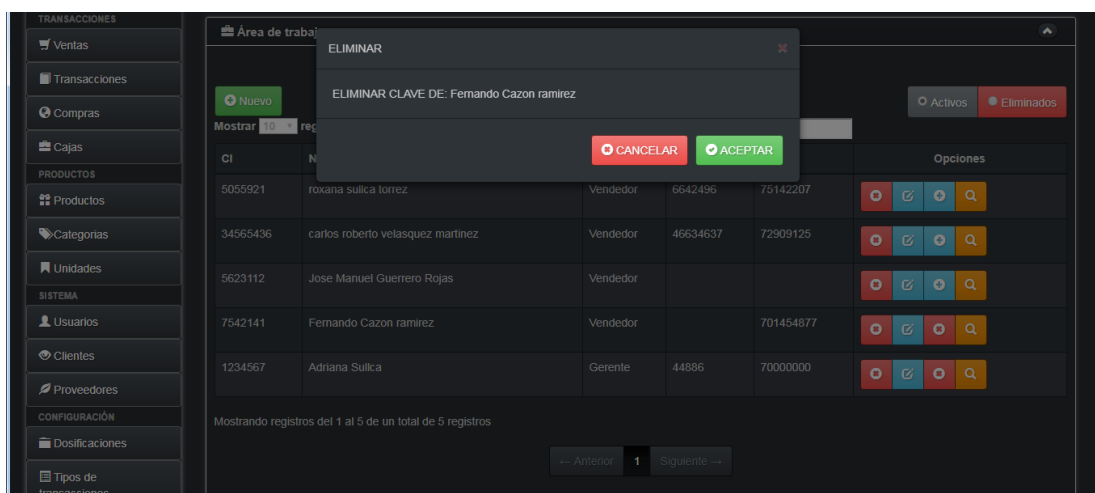 TRANSACCIONES
Ventas
Transacciones
Compras
Cajas
PRODUCTOS
Productos
Categorias
Unidades
SISTEMA
Usuarios
Clientes
Proveedores
CONFIGURACIÓN
Dosificaciones
Tipos de
transacciones
Área de trabaj
ELIMINAR
ELIMINAR CLAVE DE: Fernando Cazon ramirez
CANCELAR ACEPTAR
Nuevo
Activos Eliminados
Mostrar 10 reg
CI N Opciones
5055921 roxana sullca torrez Vendedor 6642496 75142207
34565436 carlos roberto velasquez martinez Vendedor 46634637 72909125
5623112 Jose Manuel Guerrero Rojas Vendedor
7542141 Fernando Cazon ramirez Vendedor 701454877
1234567 Adriana Sullca Gerente 44886 70000000
Mostrando registros del 1 al 5 de un total de 5 registros
← Anterior 1 Siguiente →